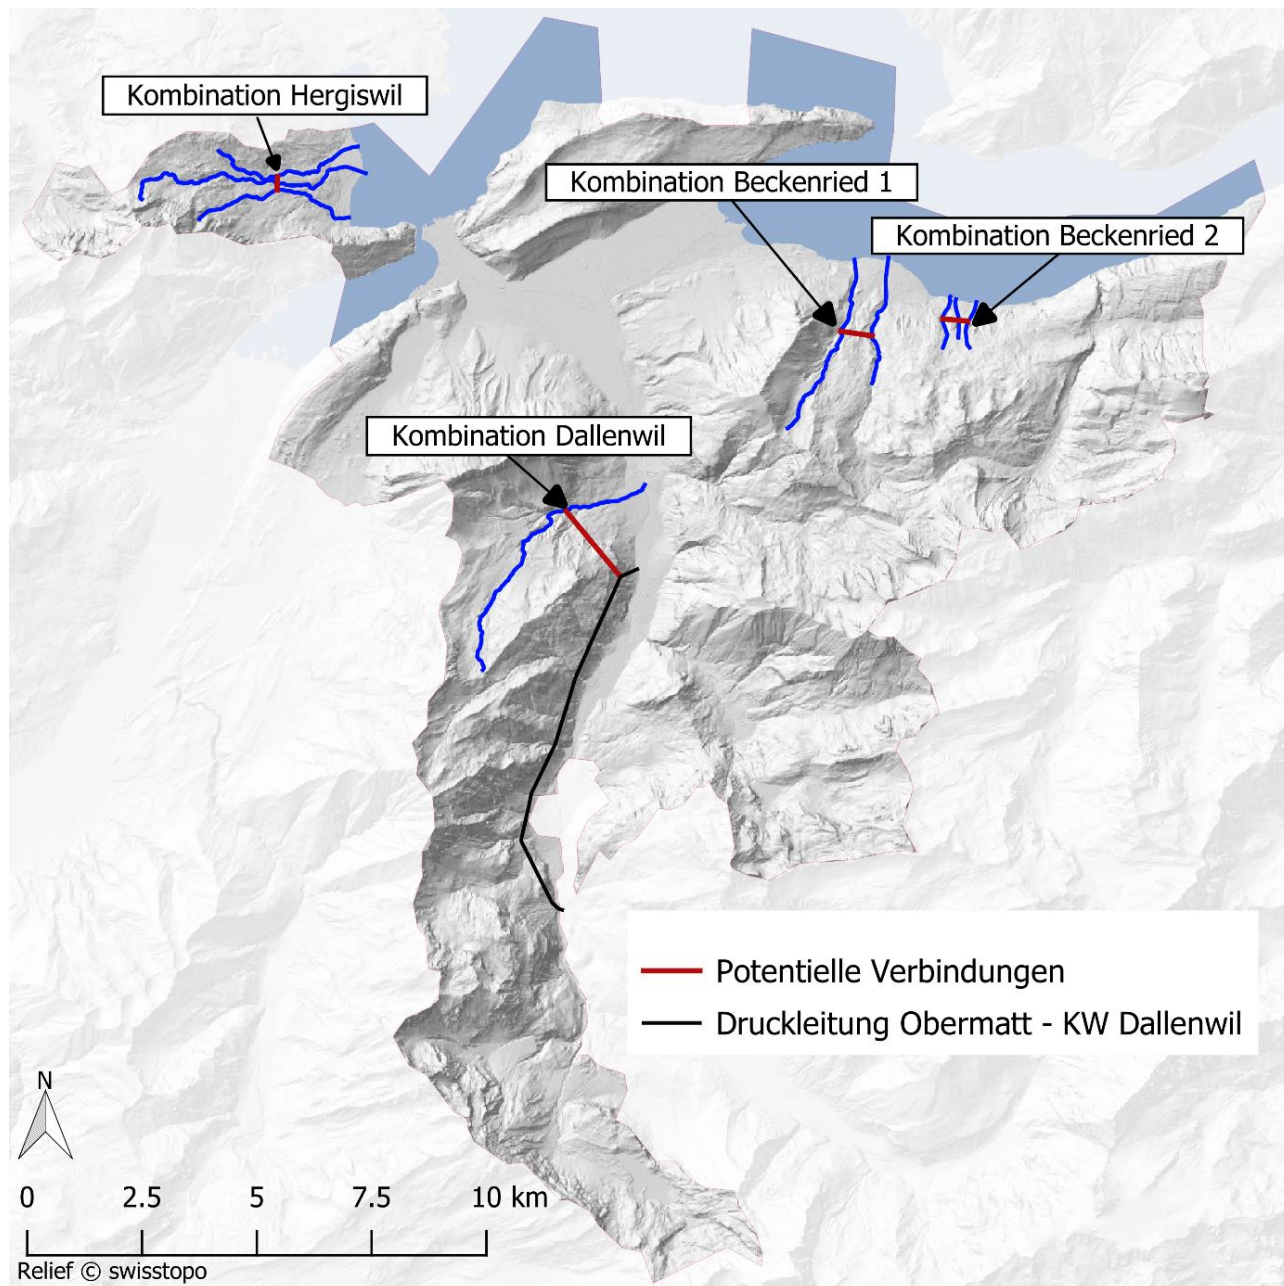 Kombination Hergiswil
Kombination Beckenried 1
Kombination Beckenried 2
Kombination Dallenwil
Potentielle Verbindungen
Druckleitung Obermatt - KW Dallenwil
N
0 2.5 5 7.5 10 km
Relief © swisstopo